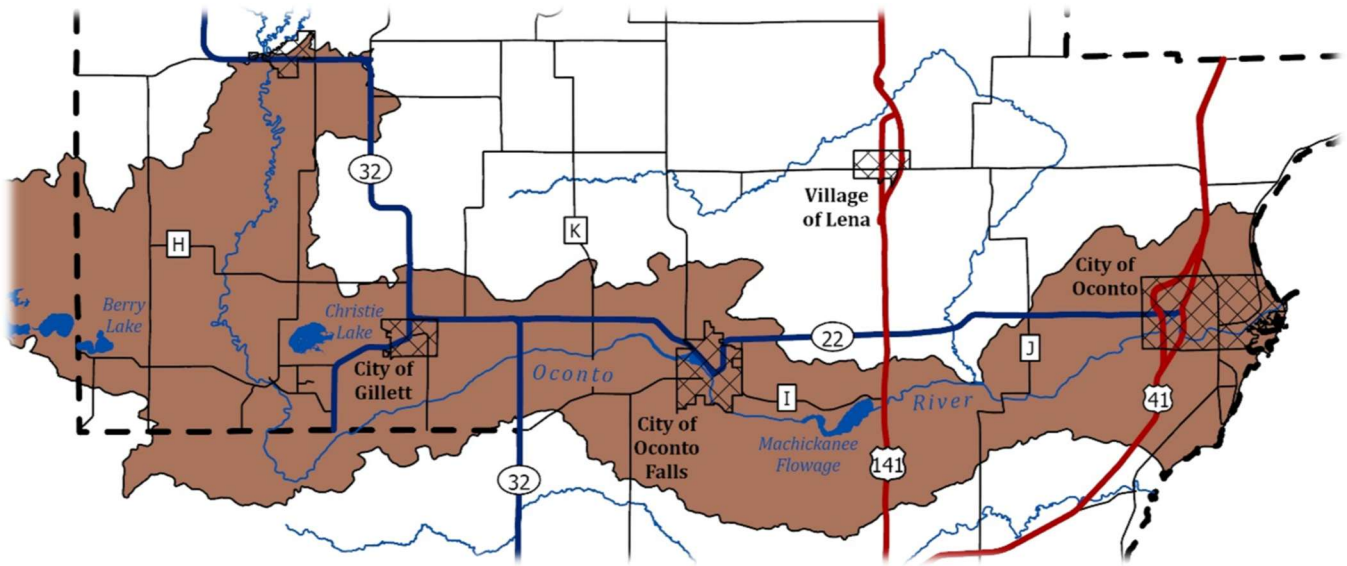 32
Village
of Lena
K
H
City of
Oconto
Berry
Lake
Christie
Lake
22
J
City of
Gillett
Oconto
River
I
41
City of
Oconto
Falls
Machickanee
Flowage
141
32